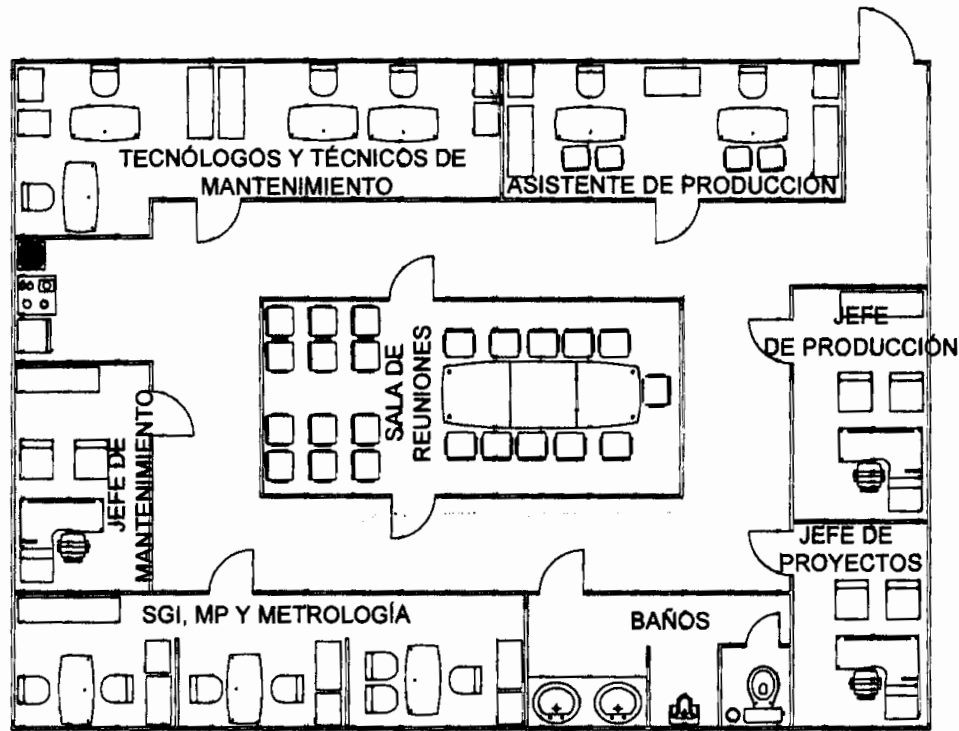 TECNÓLOGOS Y TÉCNICOS DE
MANTENIMIENTO
ASISTENTE DE PRODUCCIÓN
JEFE
DE PRODUCCIÓN
SALA DE
REUNIONES
JEFE DE
MANTENIMIENTO
JEFE DE
PROYECTOS
SGI, MP Y METROLOGÍA
BAÑOS